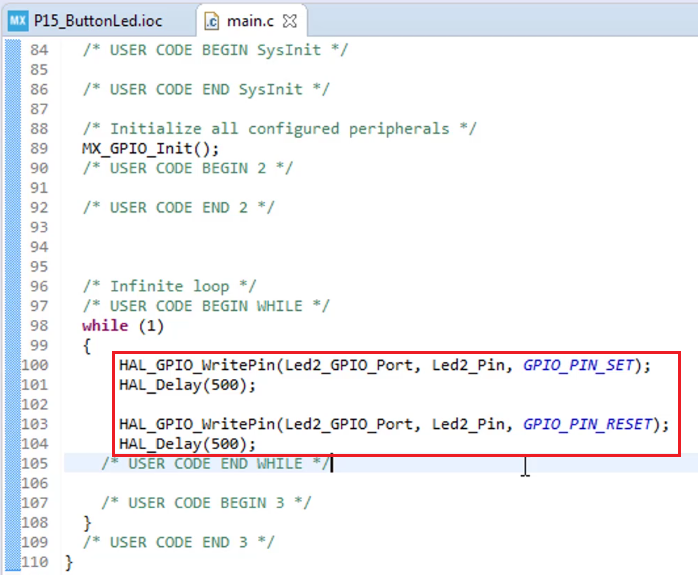 MX P15_ButtonLed.ioc .c main.c
84 /* USER CODE BEGIN SysInit */
85
86 /* USER CODE END SysInit */
87
88 /* Initialize all configured peripherals */
89 MX_GPIO_Init();
90 /* USER CODE BEGIN 2 */
91
92 /* USER CODE END 2 */
93
94
95
96 /* Infinite loop */
97 /* USER CODE BEGIN WHILE */
98 while (1)
99 {
100 HAL_GPIO_WritePin(Led2_GPIO_Port, Led2_Pin, GPIO_PIN_SET);
101 HAL_Delay(500);
102
103 HAL_GPIO_WritePin(Led2_GPIO_Port, Led2_Pin, GPIO_PIN_RESET);
104 HAL_Delay(500);
105 /* USER CODE END WHILE */
106
107 /* USER CODE BEGIN 3 */
108 }
109 /* USER CODE END 3 */
110 }